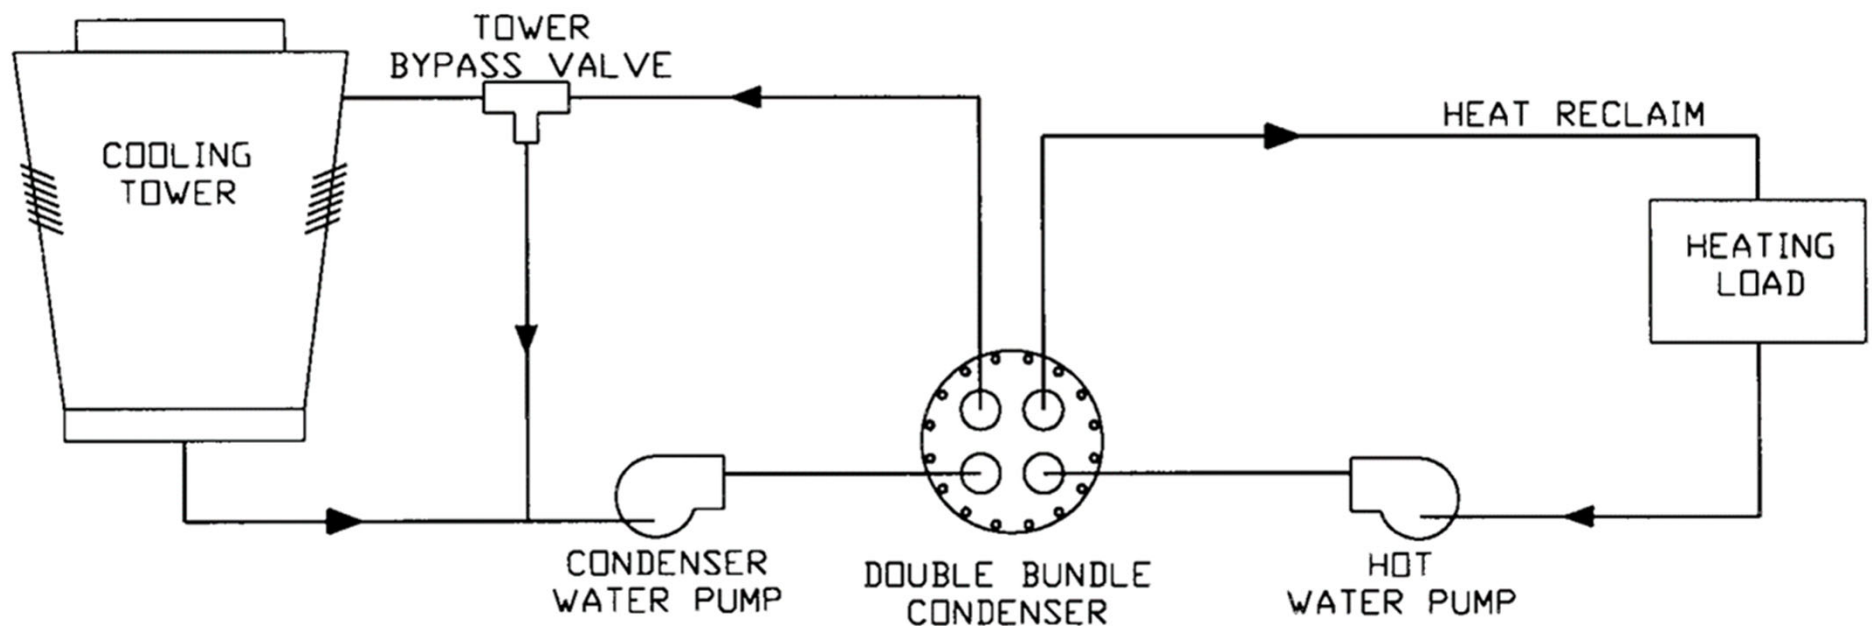 TOWER
BYPASS VALVE
COOLING
TOWER
HEAT RECLAIM
HEATING
LOAD
CONDENSER
WATER PUMP
DOUBLE BUNDLE
CONDENSER
HOT
WATER PUMP